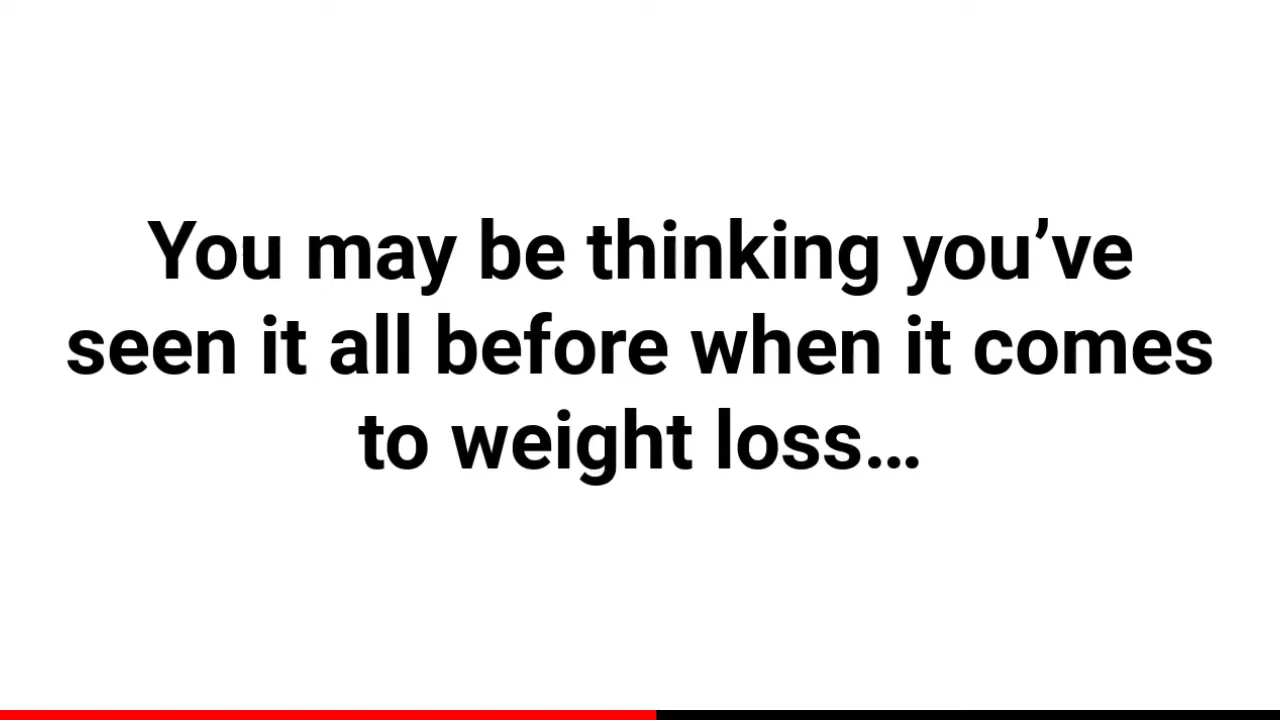 You may be thinking you’ve
seen it all before when it comes
to weight loss…